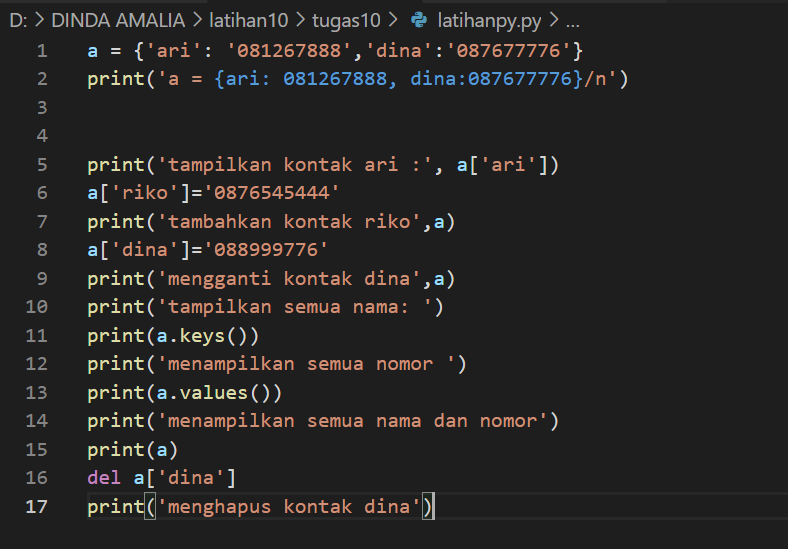 D: > DINDA AMALIA > latihan10 > tugas10 > latihanpy.py > ...
1 a = {'ari': '081267888','dina':'087677776'}
2 print('a = {ari: 081267888, dina:087677776}/n')
3
4
5 print('tampilkan kontak ari :', a['ari'])
6 a['riko']='0876545444'
7 print('tambahkan kontak riko',a)
8 a['dina']='088999776'
9 print('mengganti kontak dina',a)
10 print('tampilkan semua nama: ')
11 print(a.keys())
12 print('menampilkan semua nomor ')
13 print(a.values())
14 print('menampilkan semua nama dan nomor')
15 print(a)
16 del a['dina']
17 print('menghapus kontak dina')